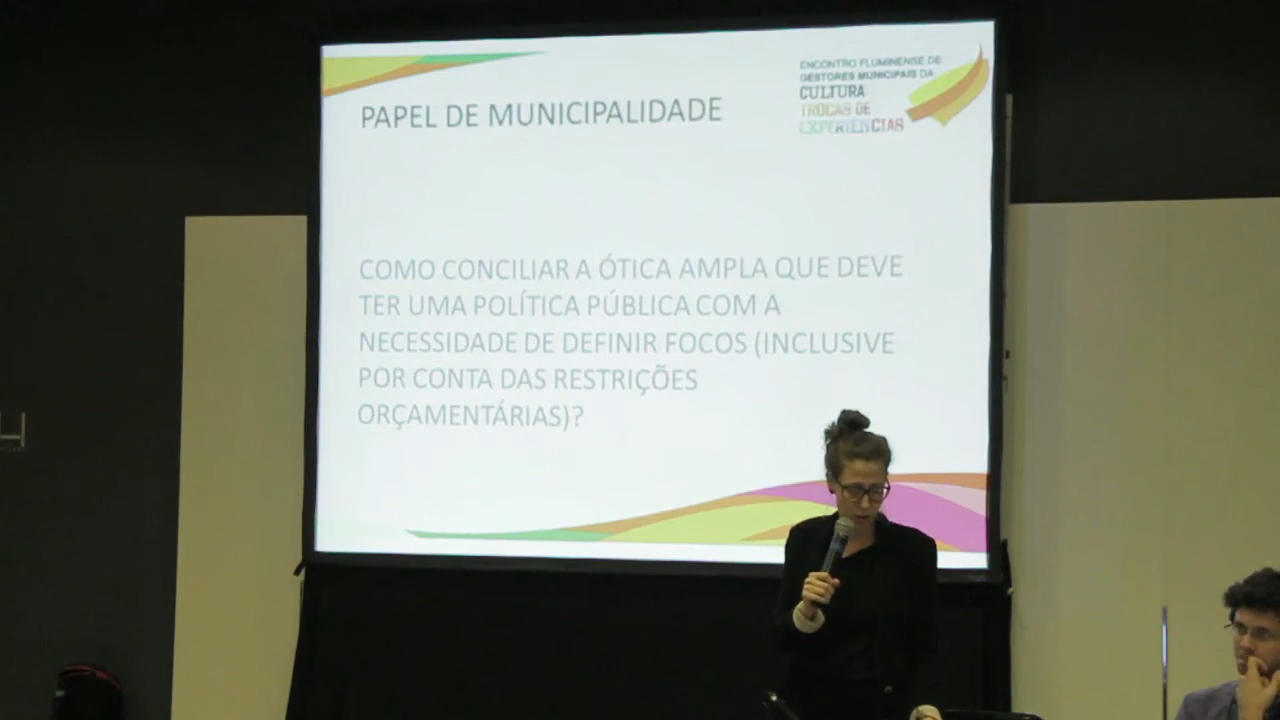 ENCONTRO FLUMINENSE DE
GESTORES MUNICIPAIS DA
CULTURA
TROCAS DE
EXPERIÊNCIAS
PAPEL DE MUNICIPALIDADE
COMO CONCILIAR A ÓTICA AMPLA QUE DEVE
TER UMA POLÍTICA PÚBLICA COM A
NECESSIDADE DE DEFINIR FOCOS (INCLUSIVE
POR CONTA DAS RESTRIÇÕES
ORÇAMENTÁRIAS)?